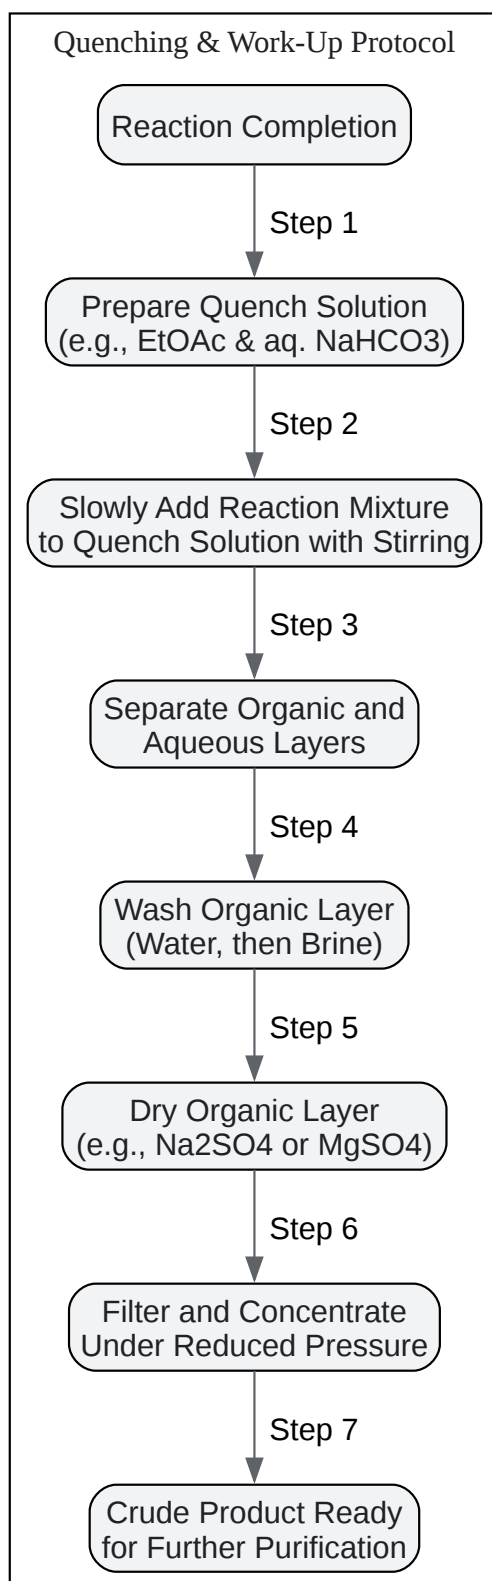 Quenching & Work-Up Protocol
Reaction Completion
Step 1
Prepare Quench Solution
(e.g., EtOAc & aq. NaHCO3)
Step 2
Slowly Add Reaction Mixture
to Quench Solution with Stirring
Step 3
Separate Organic and
Aqueous Layers
Step 4
Wash Organic Layer
(Water, then Brine)
Step 5
Dry Organic Layer
(e.g., Na2SO4 or MgSO4)
Step 6
Filter and Concentrate
Under Reduced Pressure
Step 7
Crude Product Ready
for Further Purification